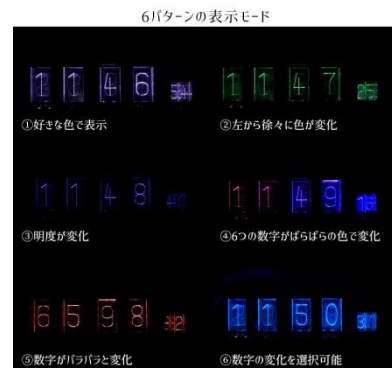 6パターンの表示モード
1146 54
1147 25
①好きな色で表示
②左から徐々に色が変化
1148
1149
③明度が変化
④6つの数字がばらばらの色で変化
6598
1150
⑤数字がバラバラと変化
⑥数字の変化を選択可能